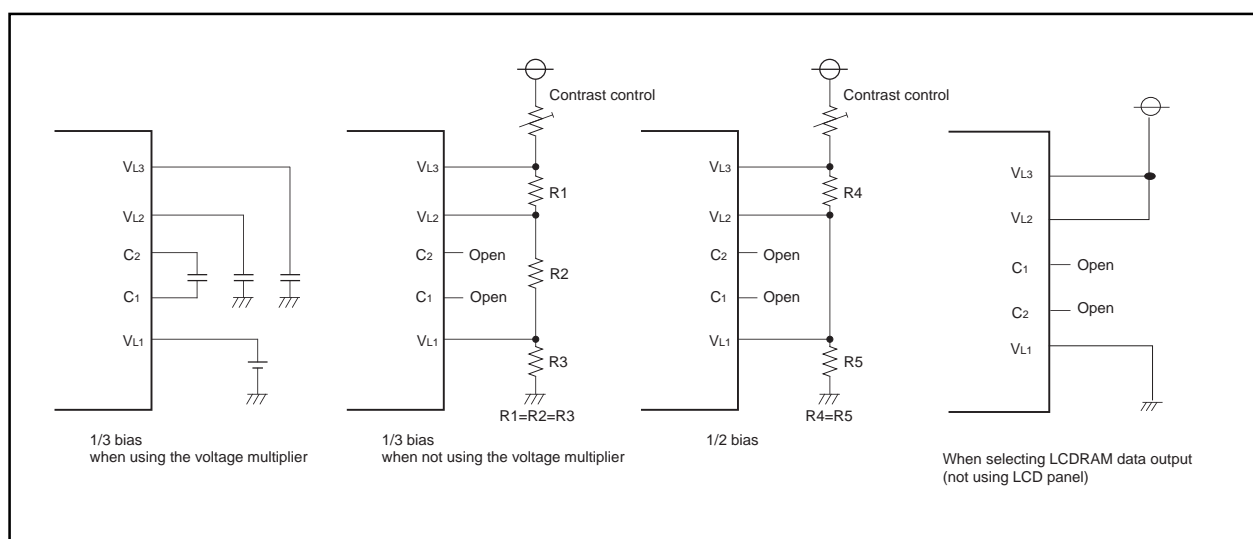 VL3
VL2
C2
C1
VL1
1/3 bias
when using the voltage multiplier
Contrast control
VL3
R1
VL2
C2
Open
R2
C1
Open
VL1
R3
R1=R2=R3
1/3 bias
when not using the voltage multiplier
Contrast control
VL3
R4
VL2
C2
Open
C1
Open
VL1
R5
R4=R5
1/2 bias
VL3
VL2
C1
Open
C2
Open
VL1
When selecting LCDRAM data output
(not using LCD panel)